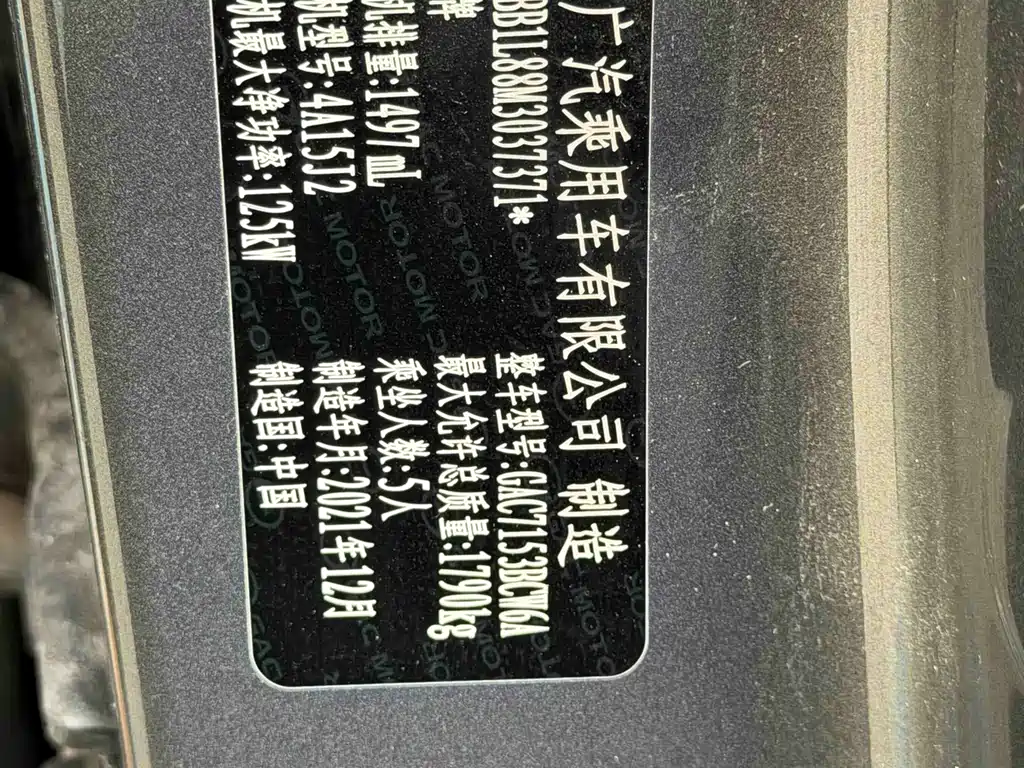 广汽乘用车有限公司 制造
8B1L88M3037371*
整车型号:GAC7153BCW6A
牌
最大允许总质量:1790kg
机排量:1497mL
乘坐人数:5人
机型号:4A15J2
制造年月:2021年12月
机最大净功率:125kW
制造国:中国